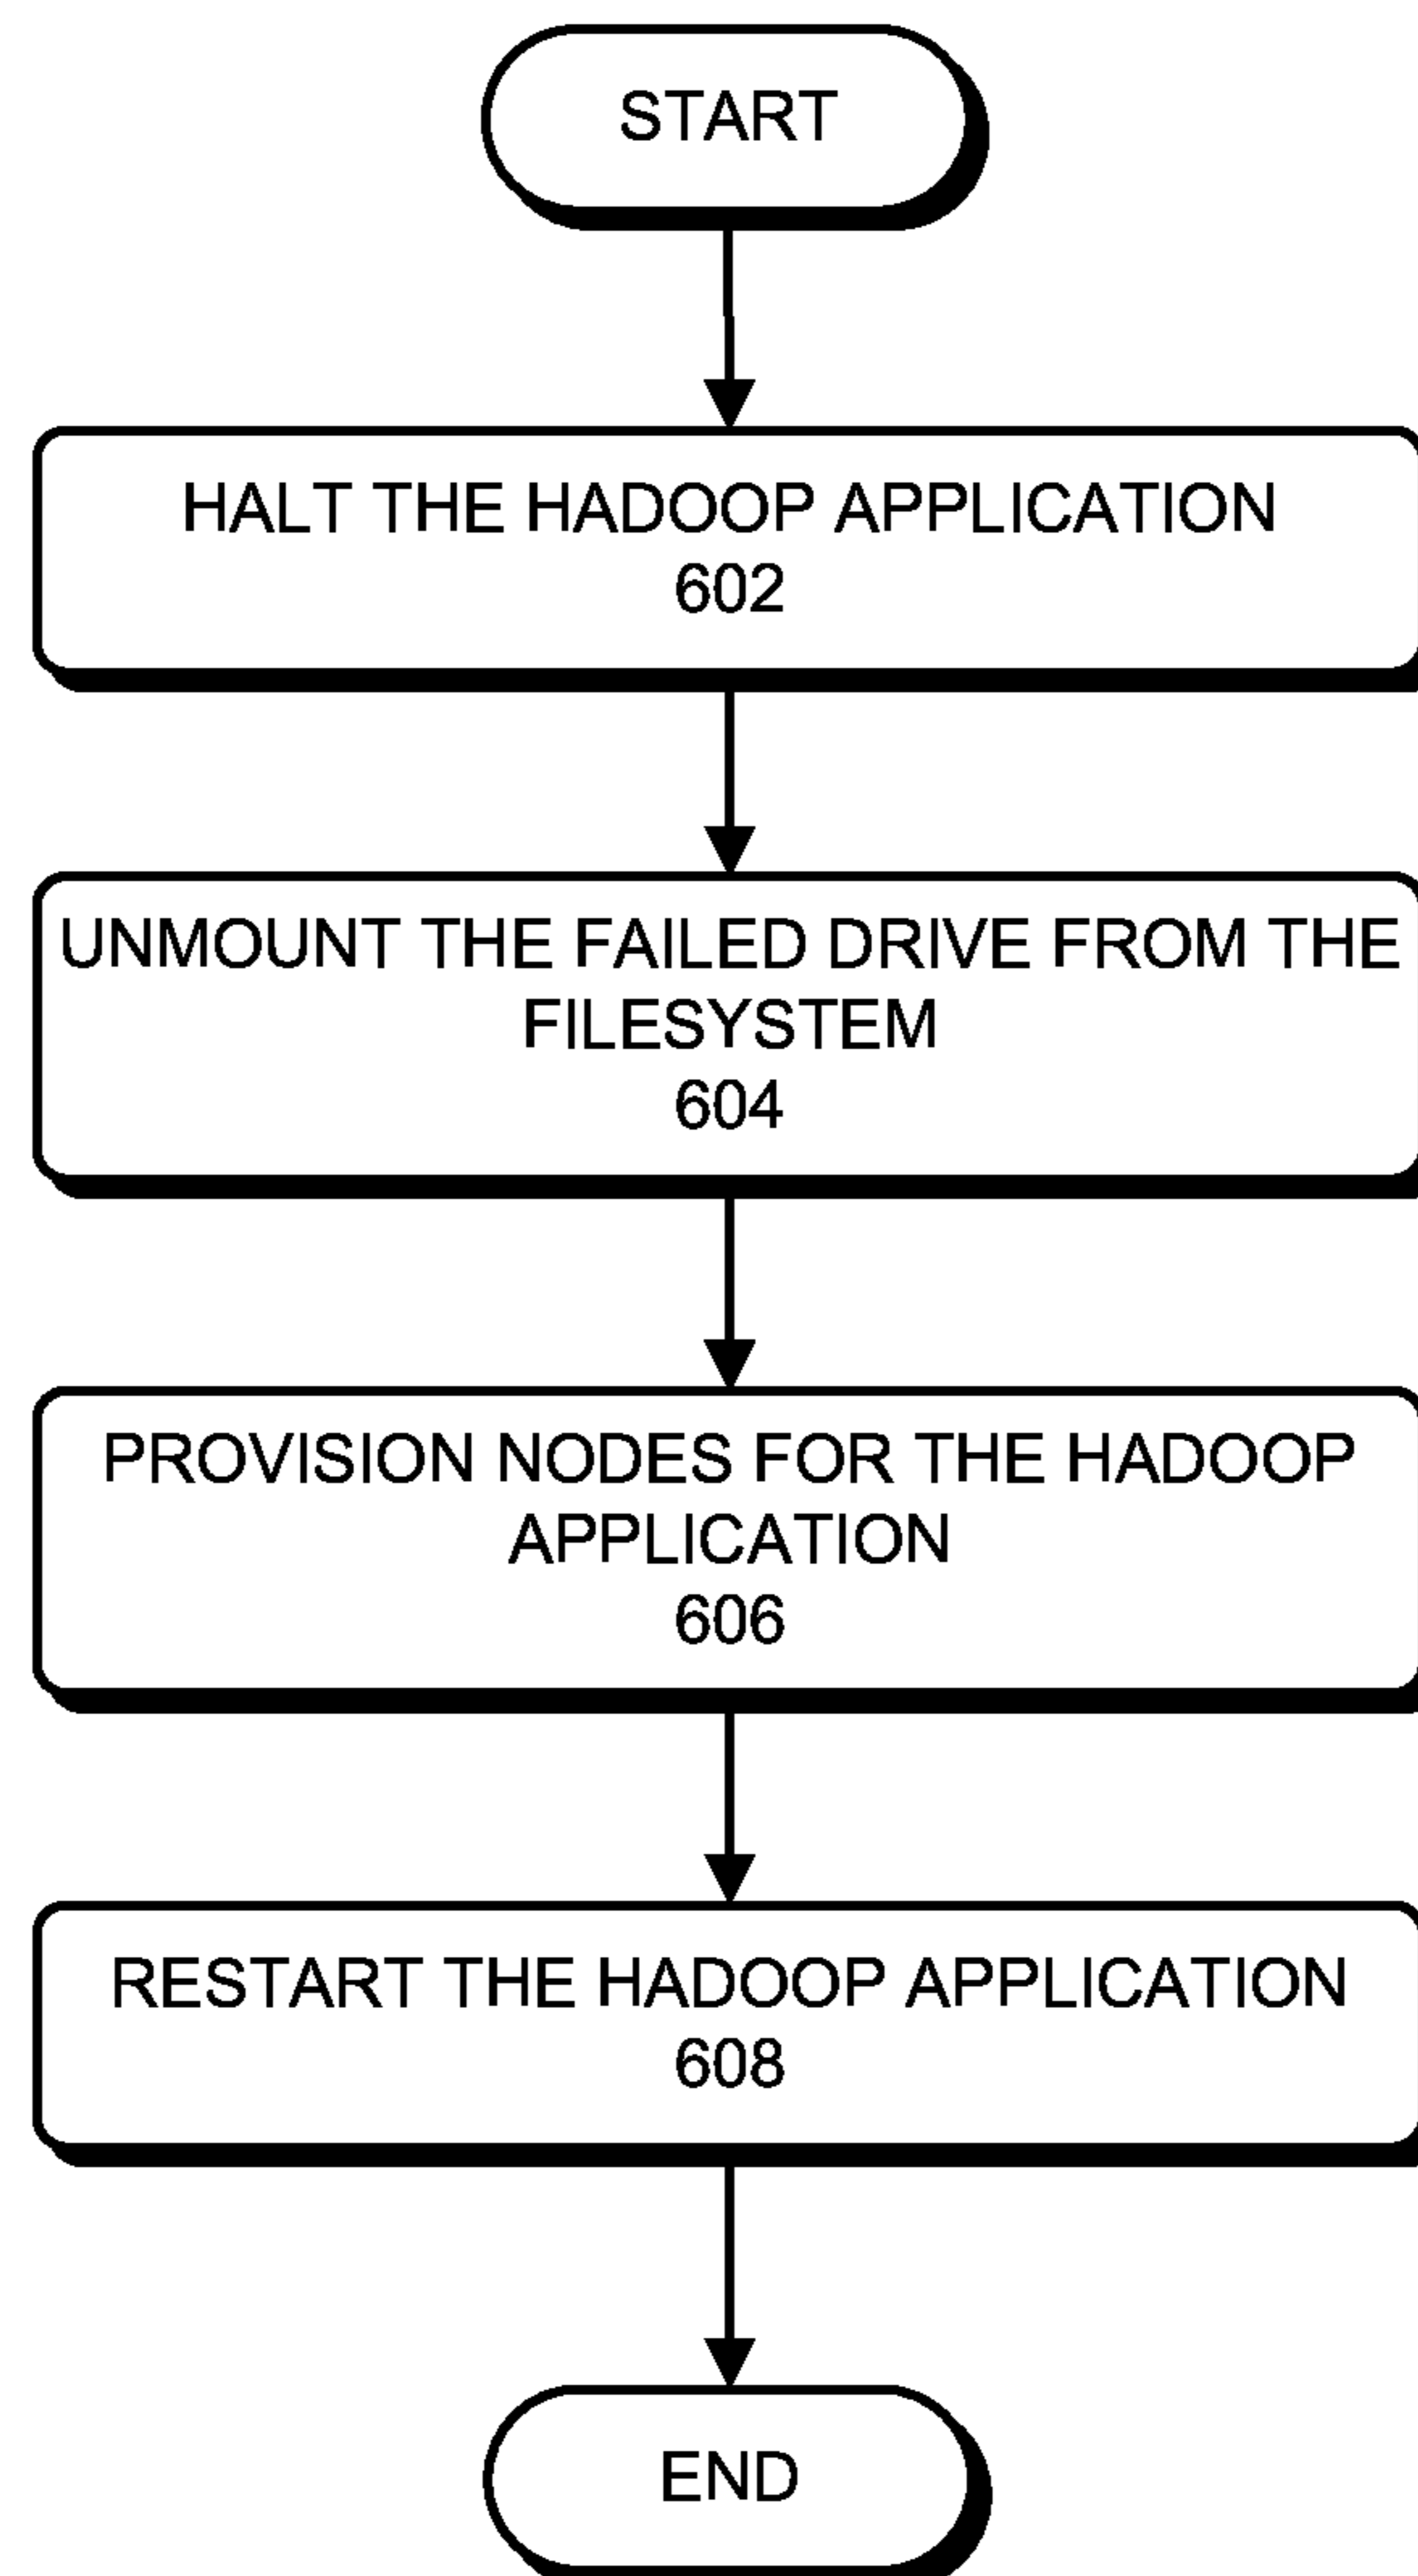 START
HALT THE HADOOP APPLICATION
602
UNMOUNT THE FAILED DRIVE FROM THE
FILESYSTEM
604
PROVISION NODES FOR THE HADOOP
APPLICATION
606
RESTART THE HADOOP APPLICATION
608
END